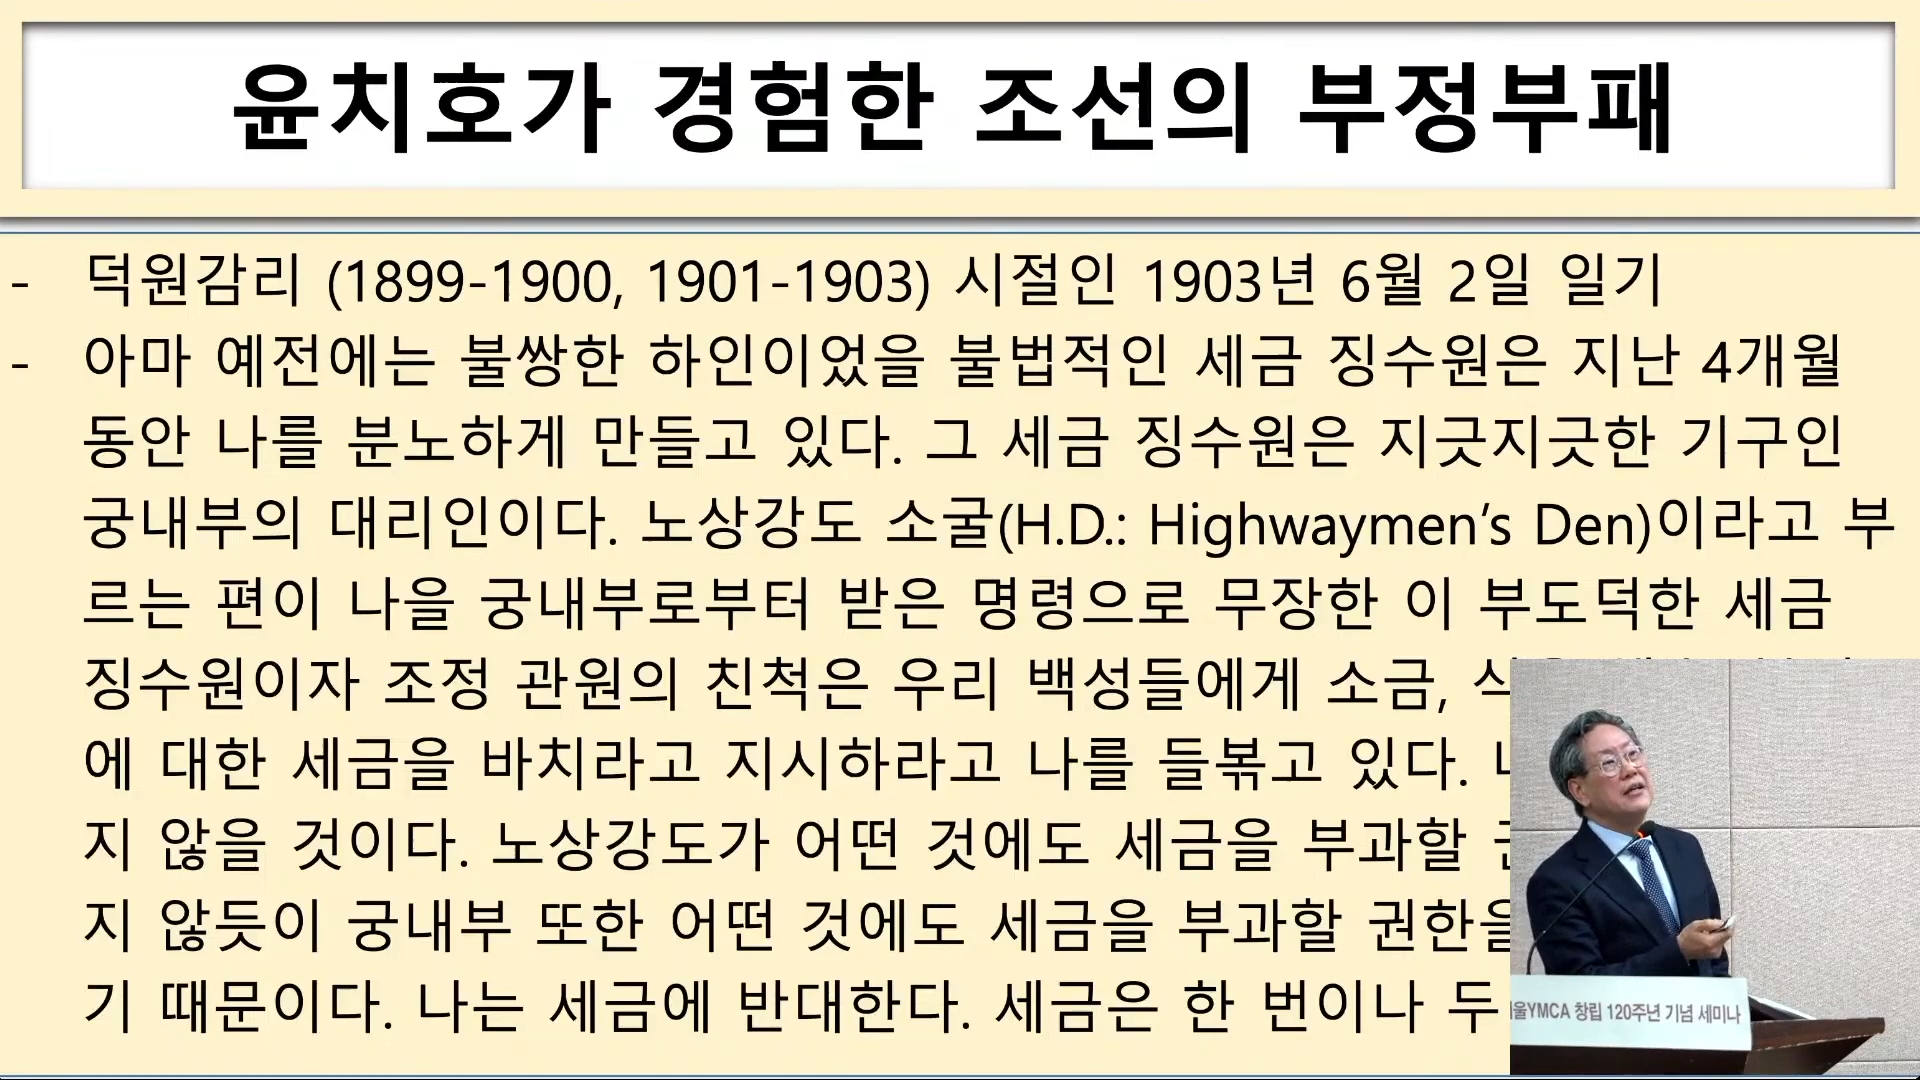 윤치호가 경험한 조선의 부정부패
- 덕원감리 (1899-1900, 1901-1903) 시절인 1903년 6월 2일 일기
- 아마 예전에는 불쌍한 하인이었을 불법적인 세금 징수원은 지난 4개월
동안 나를 분노하게 만들고 있다. 그 세금 징수원은 지긋지긋한 기구인
궁내부의 대리인이다. 노상강도 소굴(H.D.: Highwaymen’s Den)이라고 부
르는 편이 나을 궁내부로부터 받은 명령으로 무장한 이 부도덕한 세금
징수원이자 조정 관원의 친척은 우리 백성들에게 소금,
에 대한 세금을 바치라고 지시하라고 나를 들볶고 있다.
지 않을 것이다. 노상강도가 어떤 것에도 세금을 부과할
지 않듯이 궁내부 또한 어떤 것에도 세금을 부과할 권한을
기 때문이다. 나는 세금에 반대한다. 세금은 한 번이나 두
울YMCA 창립 120주년 기념 세미나